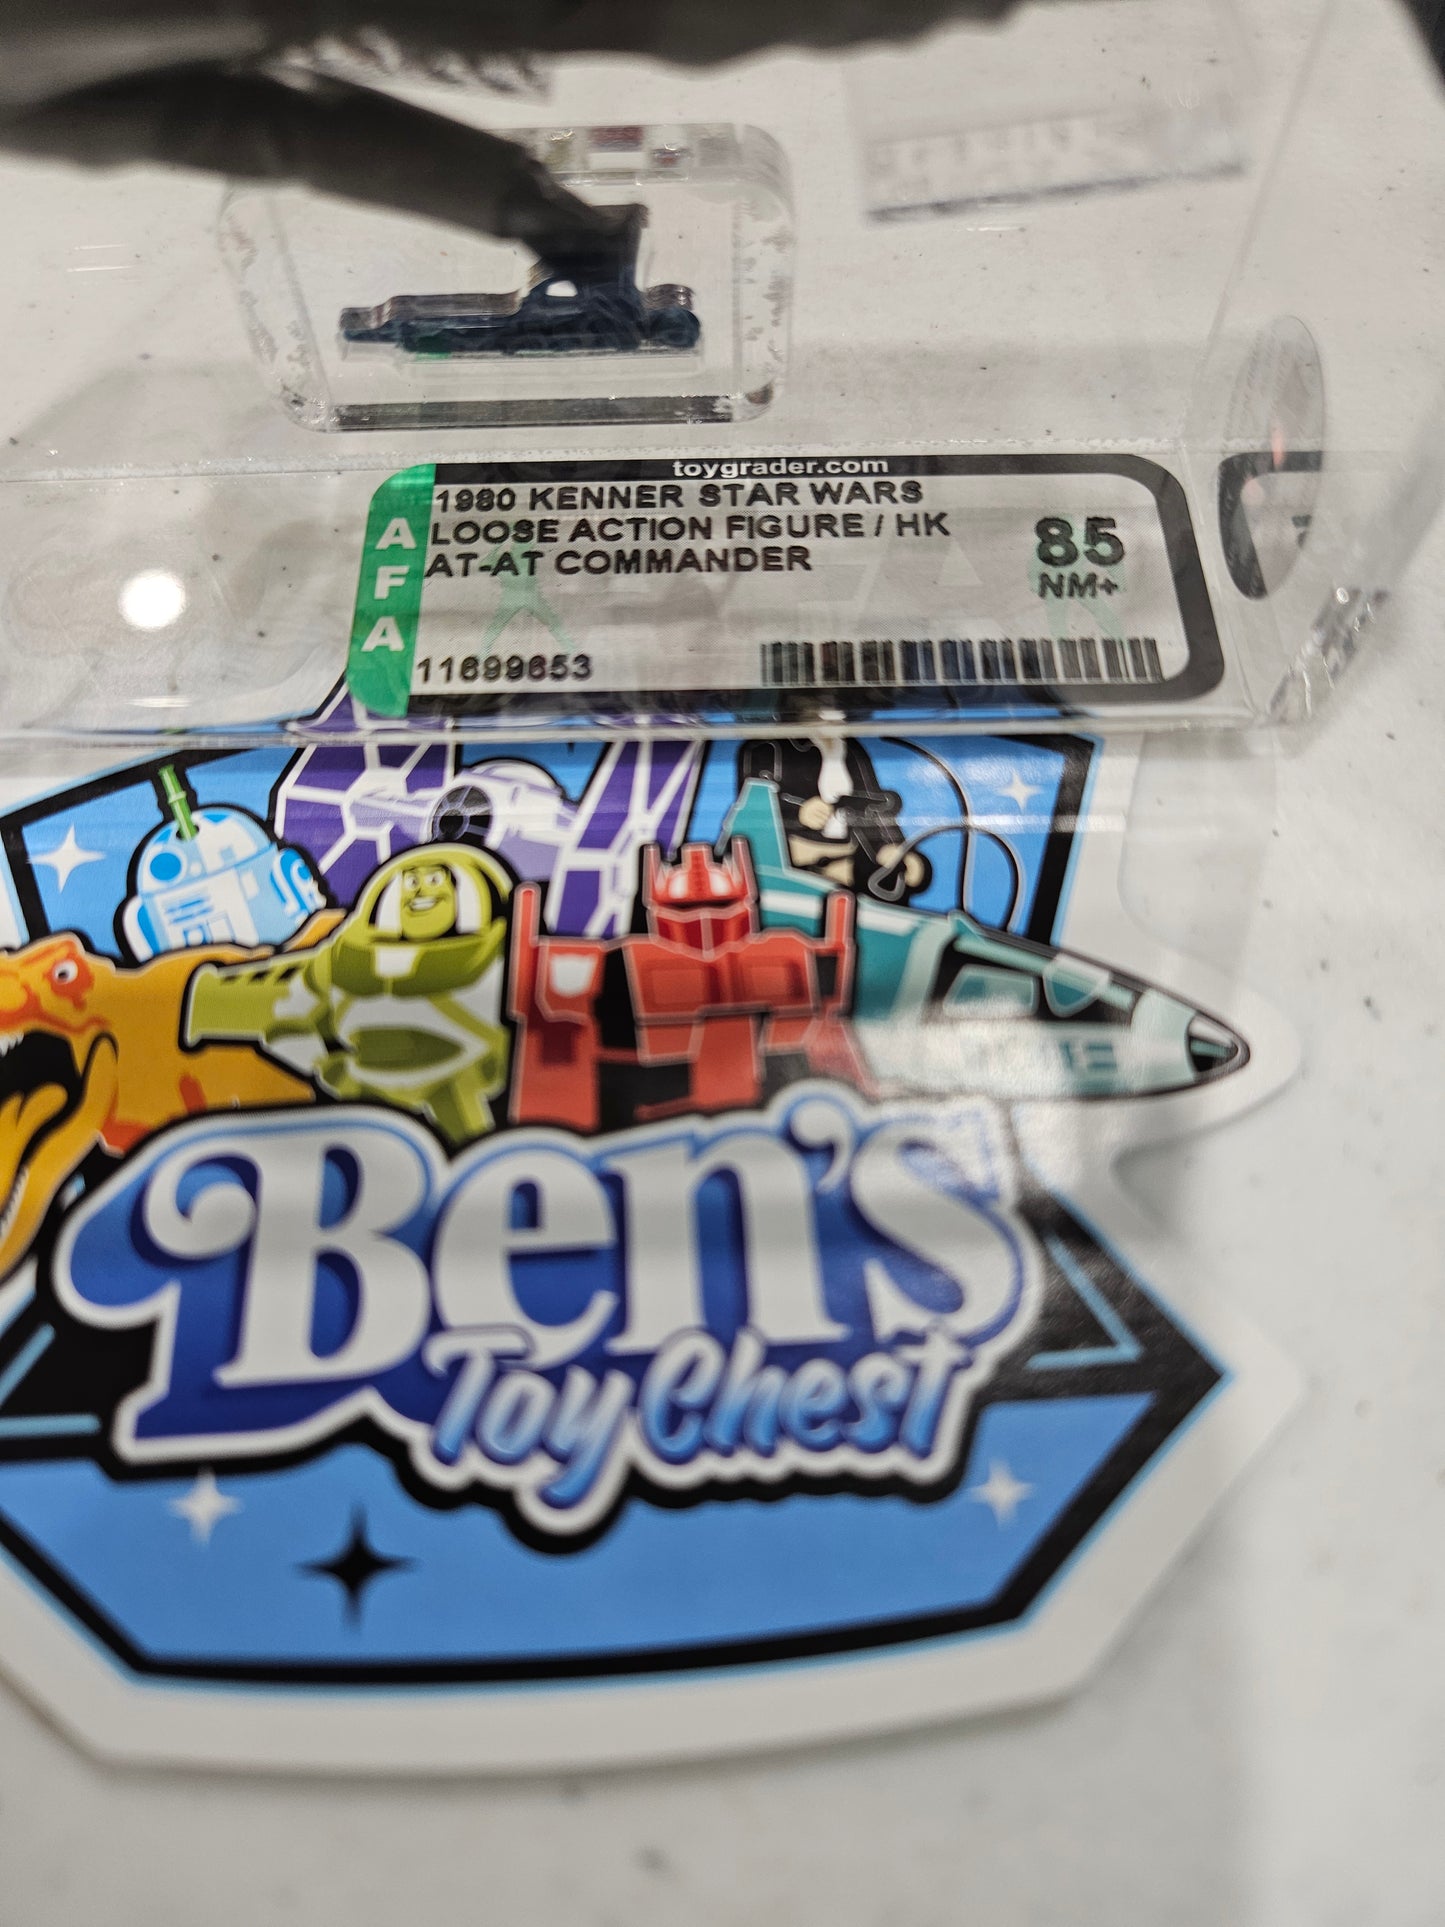 toygrader.com
AFA
1980 KENNER STAR WARS
LOOSE ACTION FIGURE / HK
AT-AT COMMANDER
85
NM+
11699653
Ben's
Toy Chest